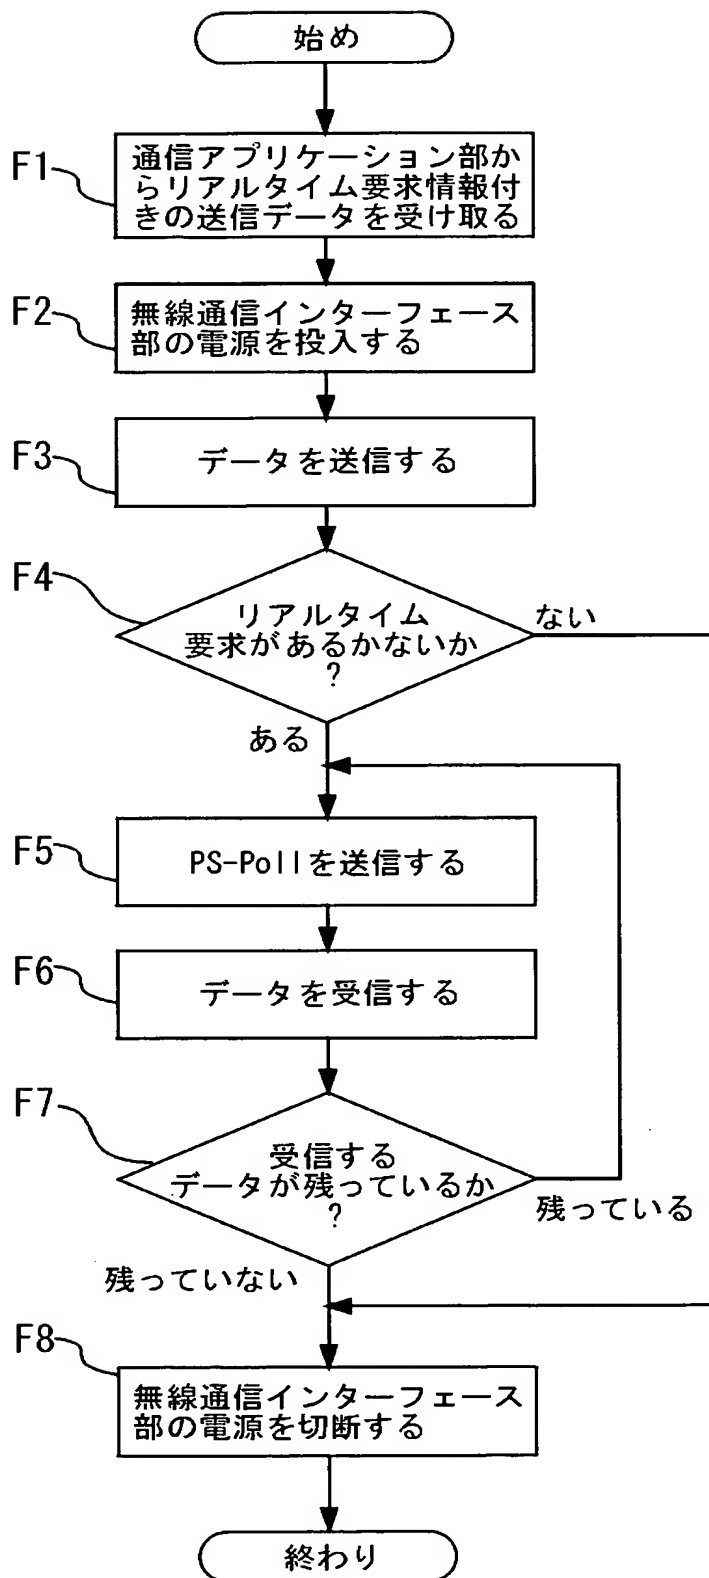 始め
F1
通信アプリケーション部か
らリアルタイム要求情報付
きの送信データを受け取る
F2
無線通信インターフェース
部の電源を投入する
F3
データを送信する
F4
リアルタイム
要求があるかないか
?
ない
ある
F5
PS-Pollを送信する
F6
データを受信する
F7
受信する
データが残っているか
?
残っている
残っていない
F8
無線通信インターフェース
部の電源を切断する
終わり